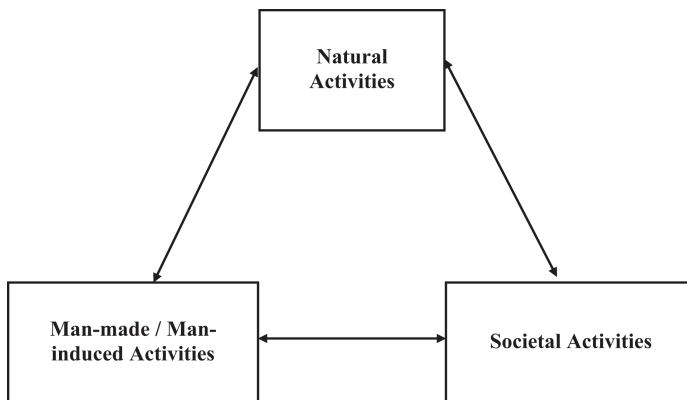 Natural
Activities
Man-made / Man-
induced Activities
Societal Activities